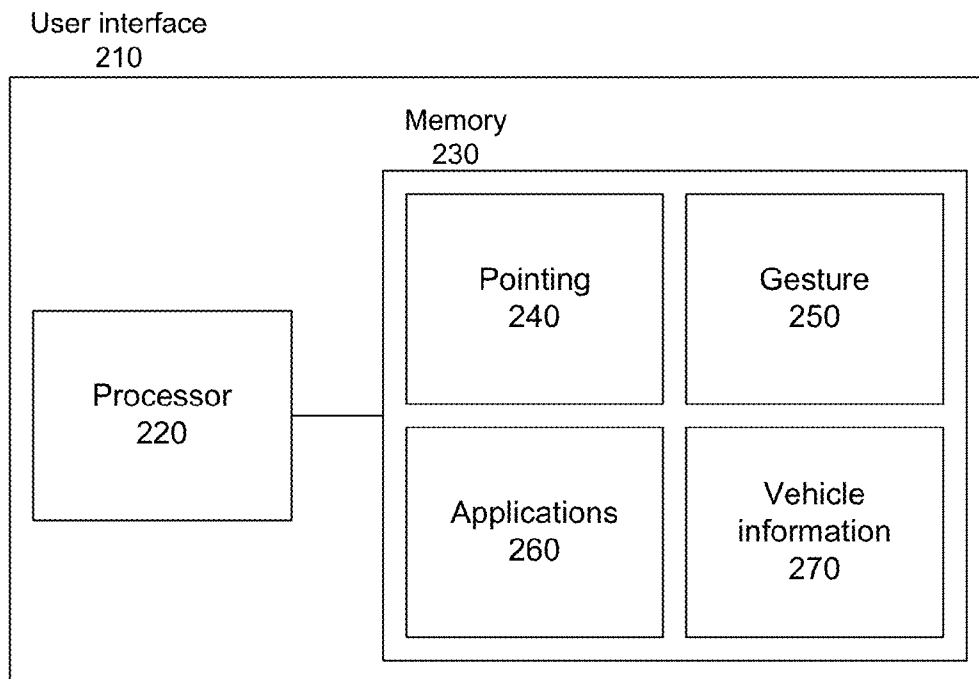 User interface
210
Memory
230
Pointing
240
Gesture
250
Processor
220
Applications
260
Vehicle
information
270